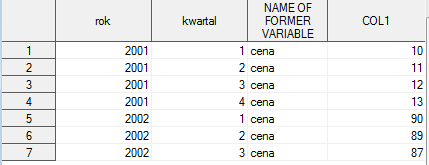 rok kwartal NAME OF FORMER VARIABLE COL1
1 2001 1 cena 10
2 2001 2 cena 11
3 2001 3 cena 12
4 2001 4 cena 13
5 2002 1 cena 90
6 2002 2 cena 89
7 2002 3 cena 87